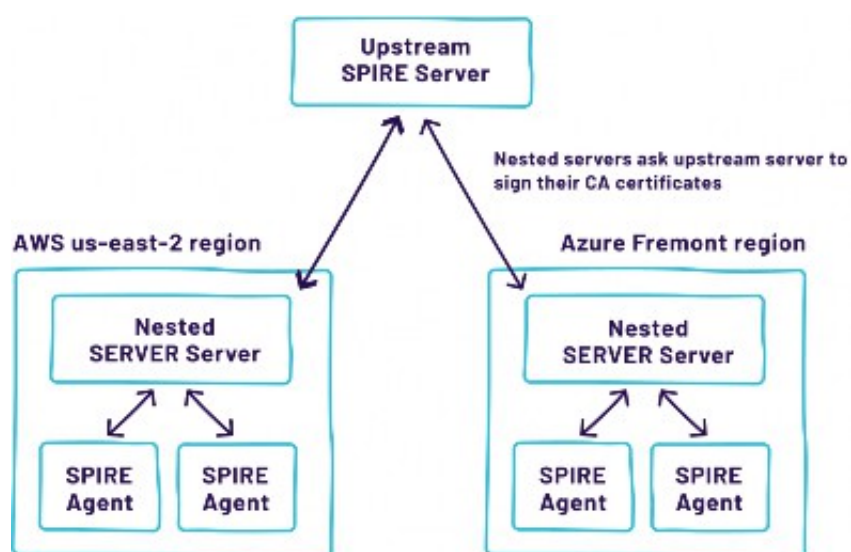 Upstream
SPIRE Server
Nested servers ask upstream server to
sign their CA certificates
AWS us-east-2 region
Azure Fremont region
Nested
SERVER Server
Nested
SERVER Server
SPIRE
Agent
SPIRE
Agent
SPIRE
Agent
SPIRE
Agent